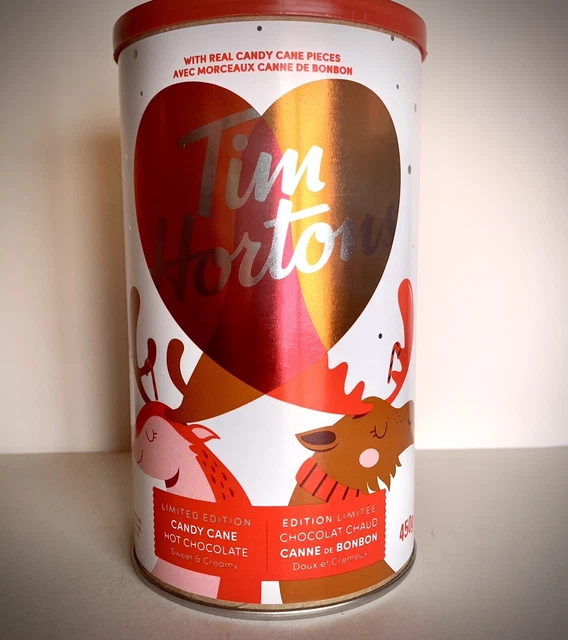 WITH REAL CANDY CANE PIECES
AVEC MORCEAUX CANNE DE BONBON
Tim
Hortons
LIMITED EDITION
CANDY CANE
HOT CHOCOLATE
Sweet & Creamy
EDITION LIMITÉE
CHOCOLAT CHAUD
CANNE DE BONBON
Doux et Crémeux